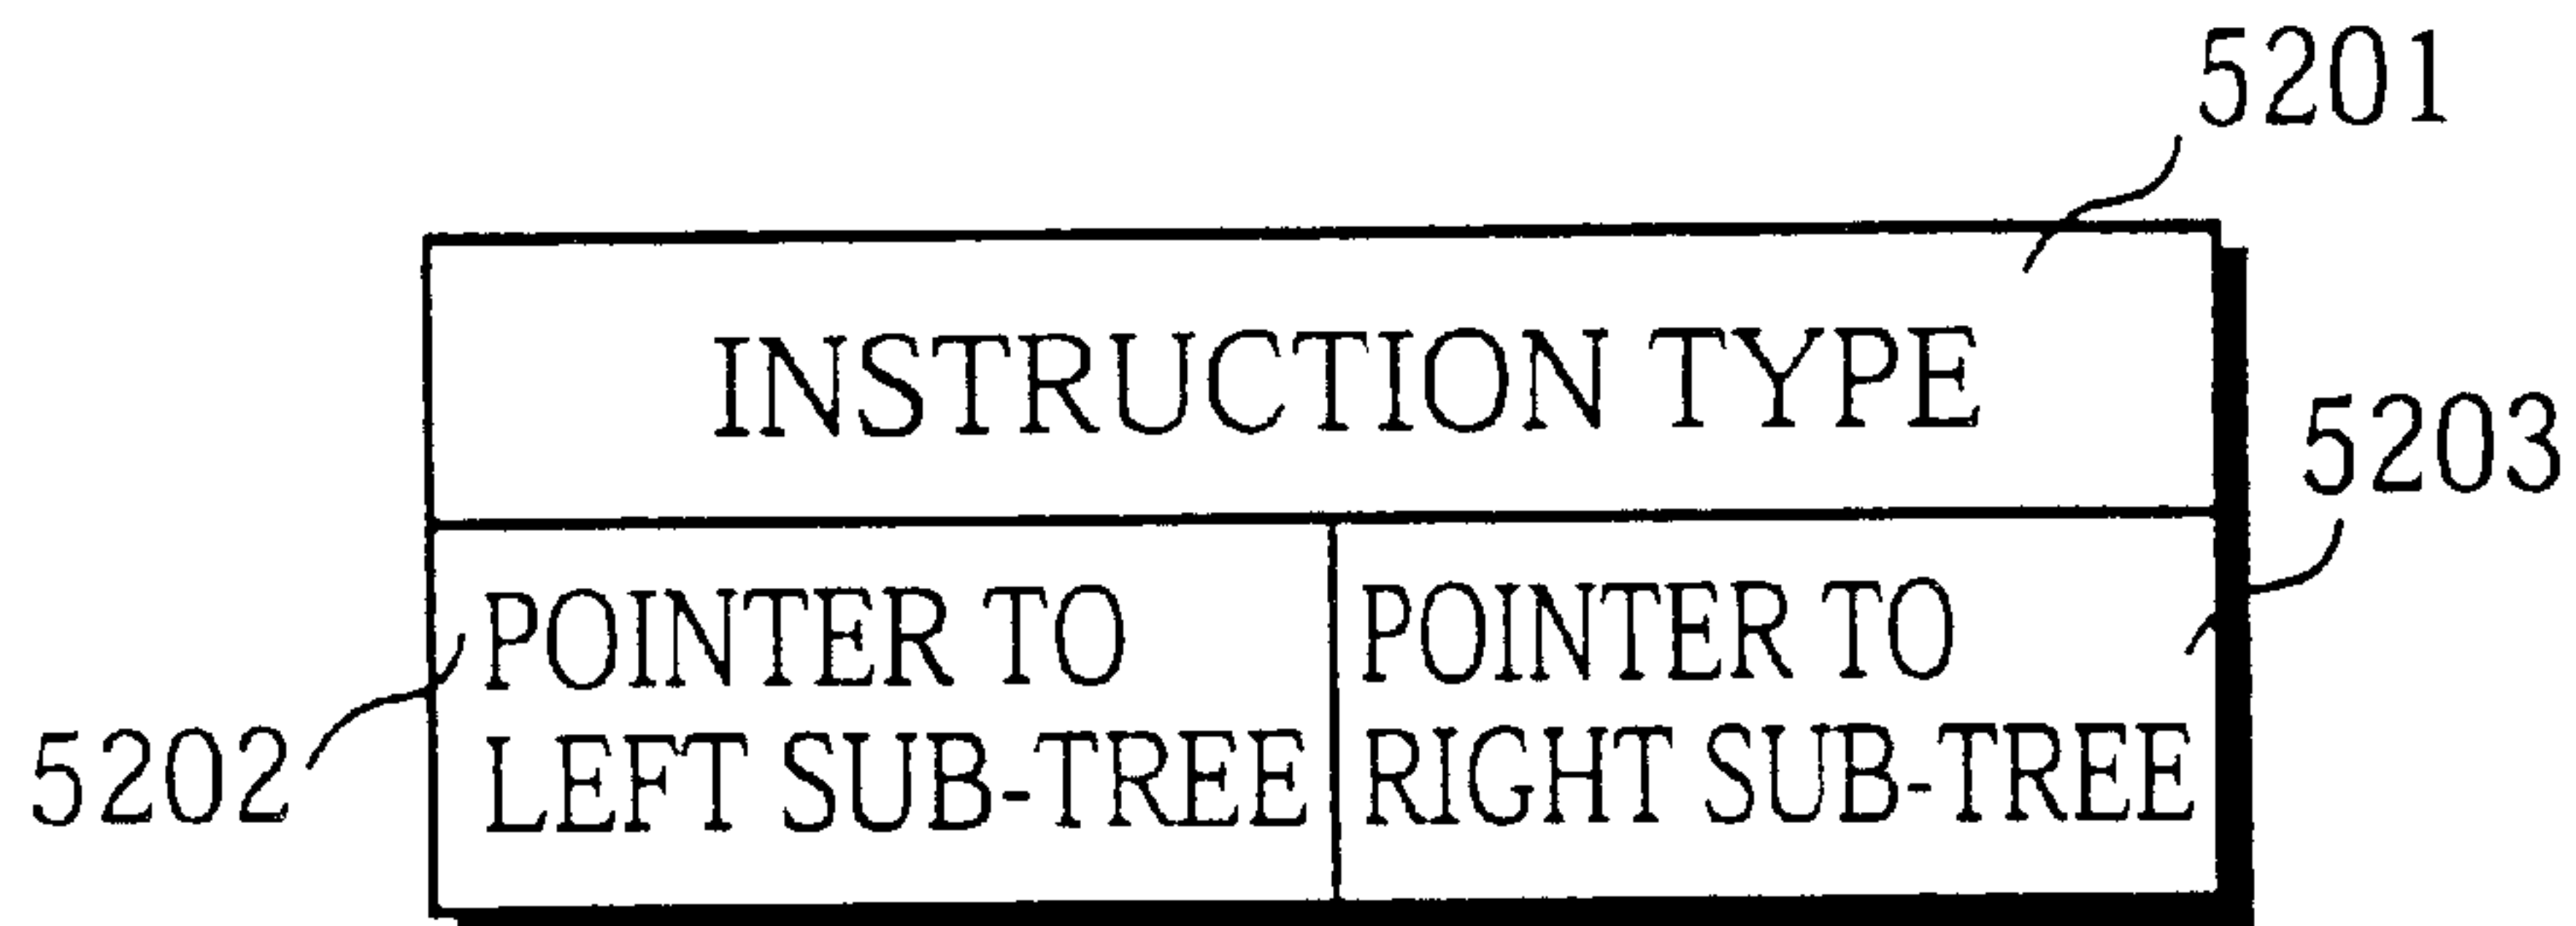 5201
INSTRUCTION TYPE
5203
POINTER TO
LEFT SUB-TREE
POINTER TO
RIGHT SUB-TREE
5202